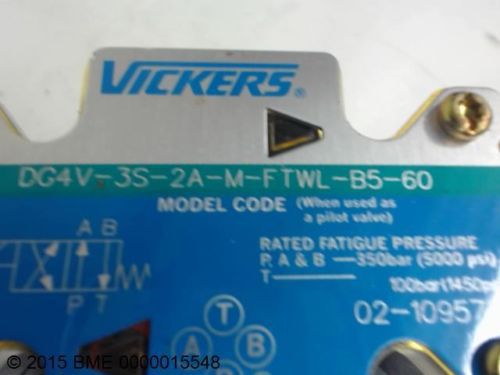 VICKERS®
DG4V-3S-2A-M-FTWL-B5-60
MODEL CODE (When used as
a pilot valve)
A B
P T
RATED FATIGUE PRESSURE
P, A & B — 350bar (5000 psi)
T — 100bar (1450
02-10957
T
A B
© 2015 BME 0000015548